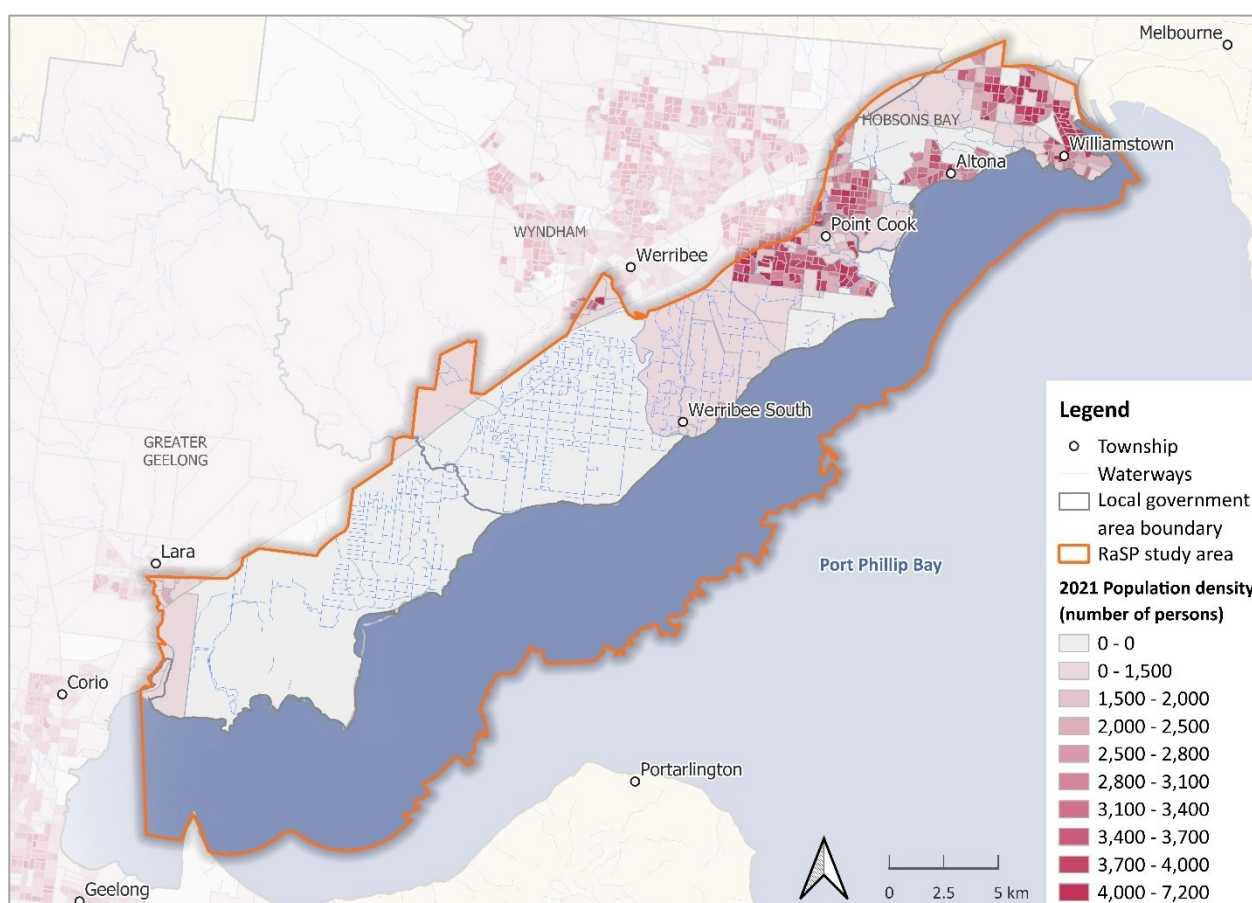 Melbourne
HOBSONS BAY
Williamstown
Altona
Point Cook
WYNDHAM
Werribee
Werribee South
GREATER
GEELONG
Lara
Port Phillip Bay
Corio
Portarlington
Geelong
0 2.5 5 km
Legend
Township
Waterways
Local government
area boundary
RaSP study area
2021 Population density
(number of persons)
0 - 0
0 - 1,500
1,500 - 2,000
2,000 - 2,500
2,500 - 2,800
2,800 - 3,100
3,100 - 3,400
3,400 - 3,700
3,700 - 4,000
4,000 - 7,200